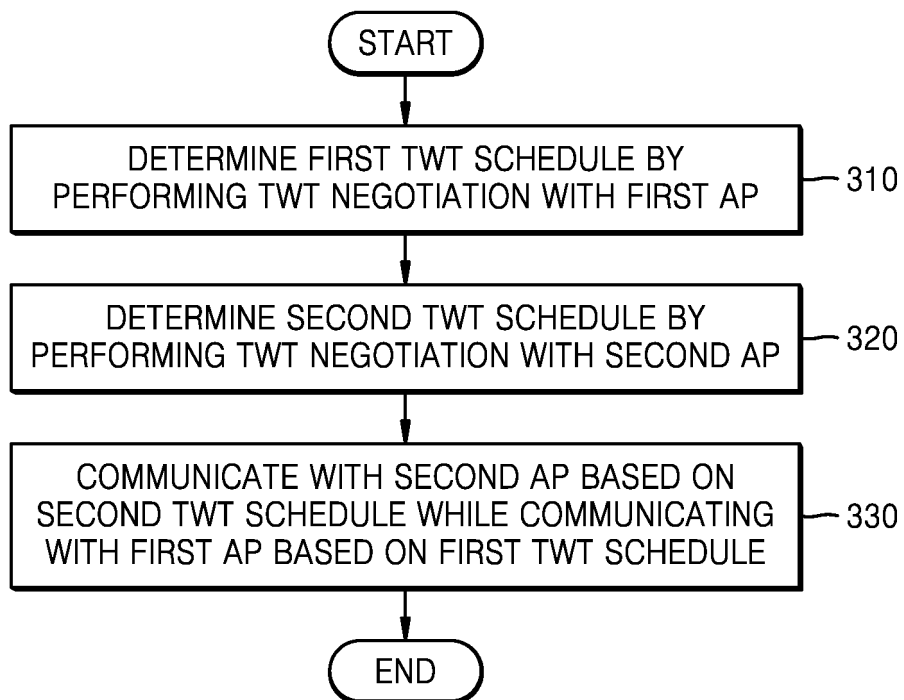 START
DETERMINE FIRST TWT SCHEDULE BY
PERFORMING TWT NEGOTIATION WITH FIRST AP
310
DETERMINE SECOND TWT SCHEDULE BY
PERFORMING TWT NEGOTIATION WITH SECOND AP
320
COMMUNICATE WITH SECOND AP BASED ON
SECOND TWT SCHEDULE WHILE COMMUNICATING
WITH FIRST AP BASED ON FIRST TWT SCHEDULE
330
END